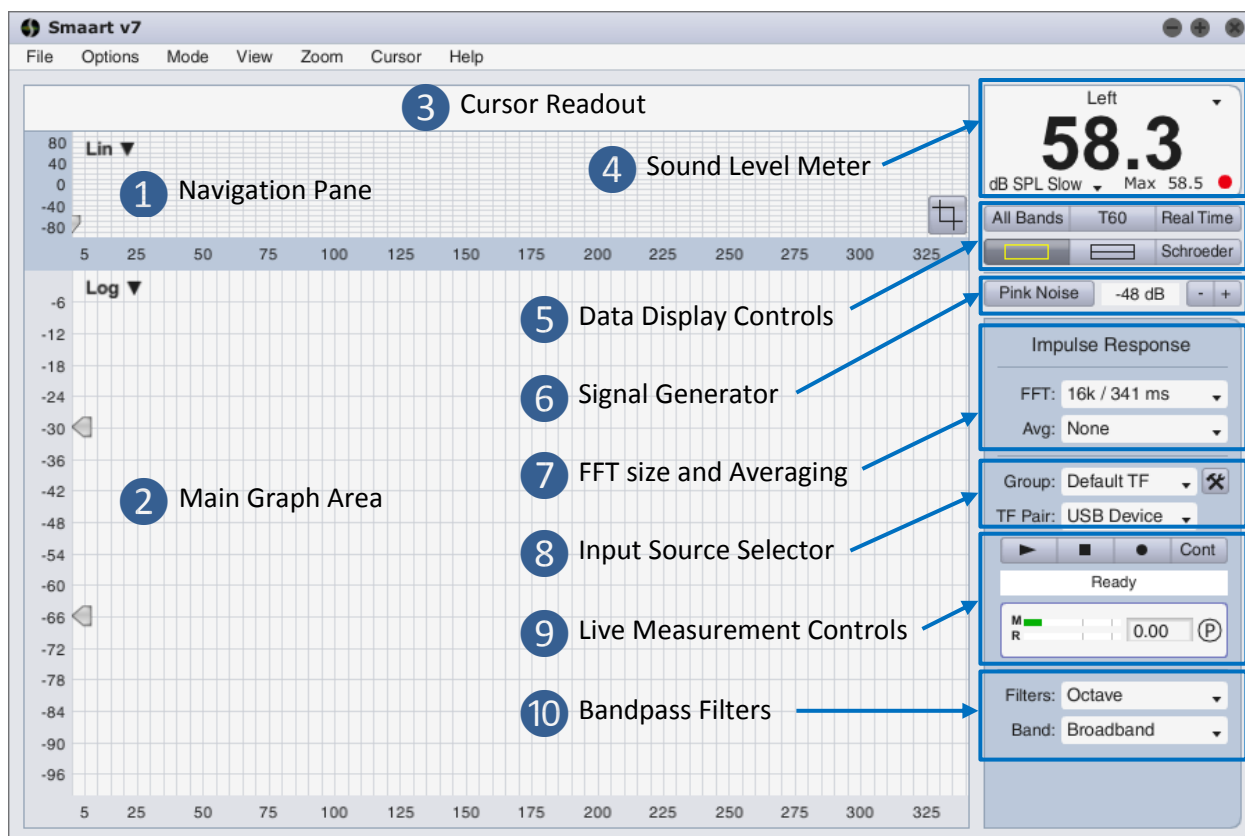 Smaart v7
File Options Mode View Zoom Cursor Help
3 Cursor Readout
80 Lin ▼
40
0
-40
-80
1 Navigation Pane
5 25 50 75 100 125 150 175 200 225 250 275 300 325
Log ▼
-6
-12
-18
-24
-30
-36
-42
-48
-54
-60
-66
-72
-78
-84
-90
-96
2 Main Graph Area
5 25 50 75 100 125 150 175 200 225 250 275 300 325
4 Sound Level Meter
5 Data Display Controls
6 Signal Generator
7 FFT size and Averaging
8 Input Source Selector
9 Live Measurement Controls
10 Bandpass Filters
Left
58.3
dB SPL Slow Max 58.5
All Bands T60 Real Time
Schroeder
Pink Noise -48 dB - +
Impulse Response
FFT: 16k / 341 ms
Avg: None
Group: Default TF
TF Pair: USB Device
Cont
Ready
M
R 0.00 P
Filters: Octave
Band: Broadband